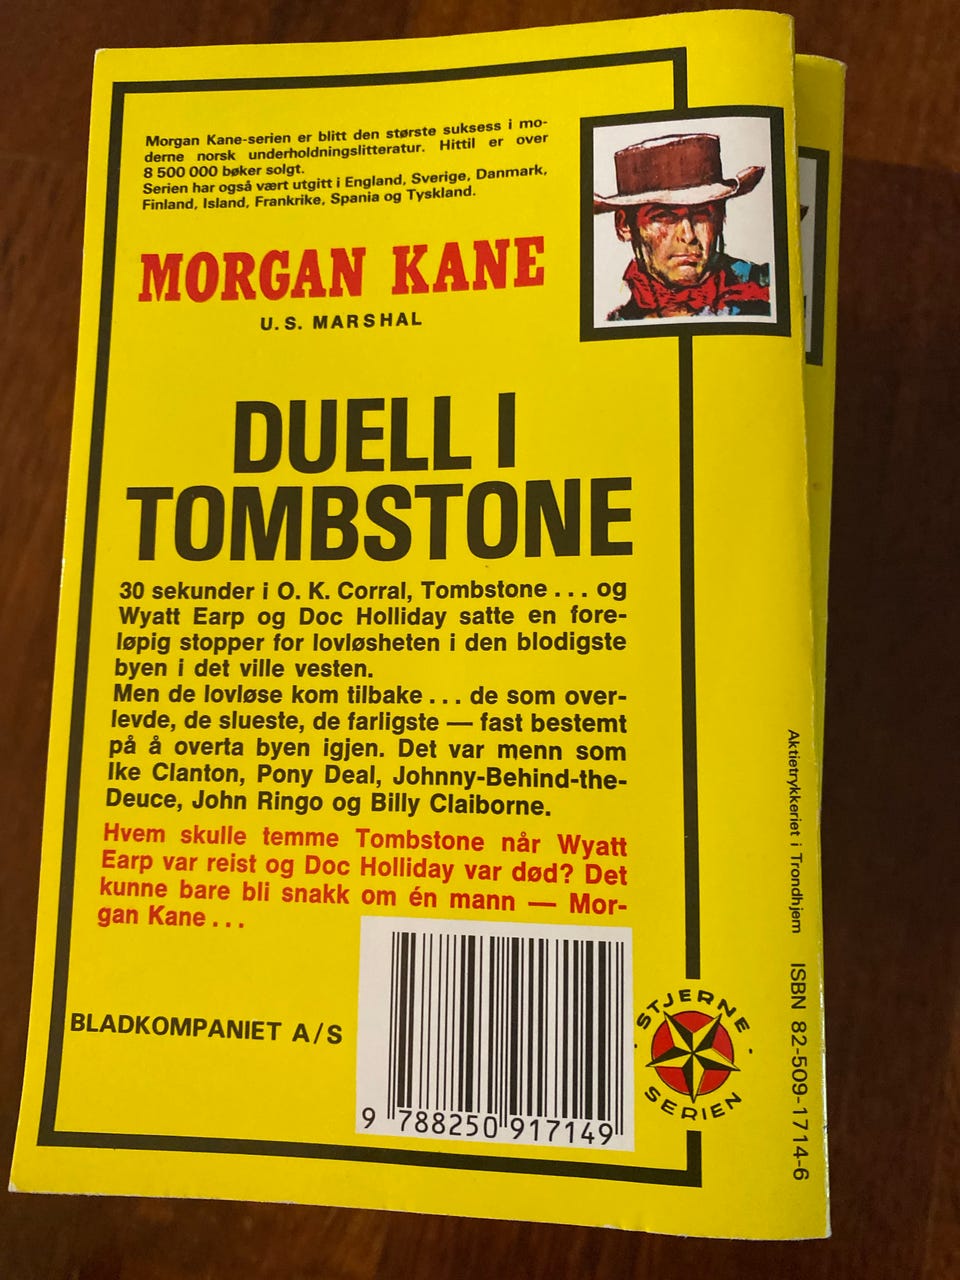 Morgan Kane-serien er blitt den største suksess i mo-
derne norsk underholdningslitteratur. Hittil er over
8 500 000 bøker solgt.
Serien har også vært utgitt i England, Sverige, Danmark,
Finland, Island, Frankrike, Spania og Tyskland.
MORGAN KANE
U.S. MARSHAL
DUELL I
TOMBSTONE
30 sekunder i O. K. Corral, Tombstone . . . og
Wyatt Earp og Doc Holliday satte en fore-
løpig stopper for lovløsheten i den blodigste
byen i det ville vesten.
Men de lovløse kom tilbake . . . de som over-
levde, de slueste, de farligste — fast bestemt
på å overta byen igjen. Det var menn som
Ike Clanton, Pony Deal, Johnny-Behind-the-
Deuce, John Ringo og Billy Claiborne.
Hvem skulle temme Tombstone når Wyatt
Earp var reist og Doc Holliday var død? Det
kunne bare bli snakk om én mann — Mor-
gan Kane . . .
BLADKOMPANIET A/S
9 788250 917149
STJERNE
SERIEN
Aktietrykkeriet i Trondhjem ISBN 82-509-1714-6